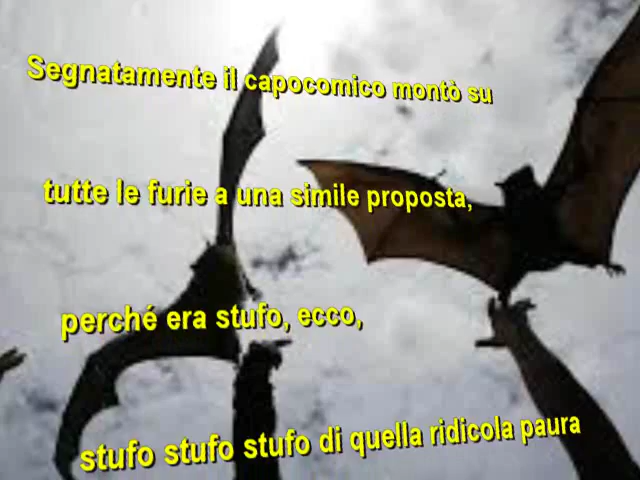 Segnatamente il capocomico montò su
tutte le furie a una simile proposta,
perché era stufo, ecco,
stufo stufo stufo di quella ridicola paura